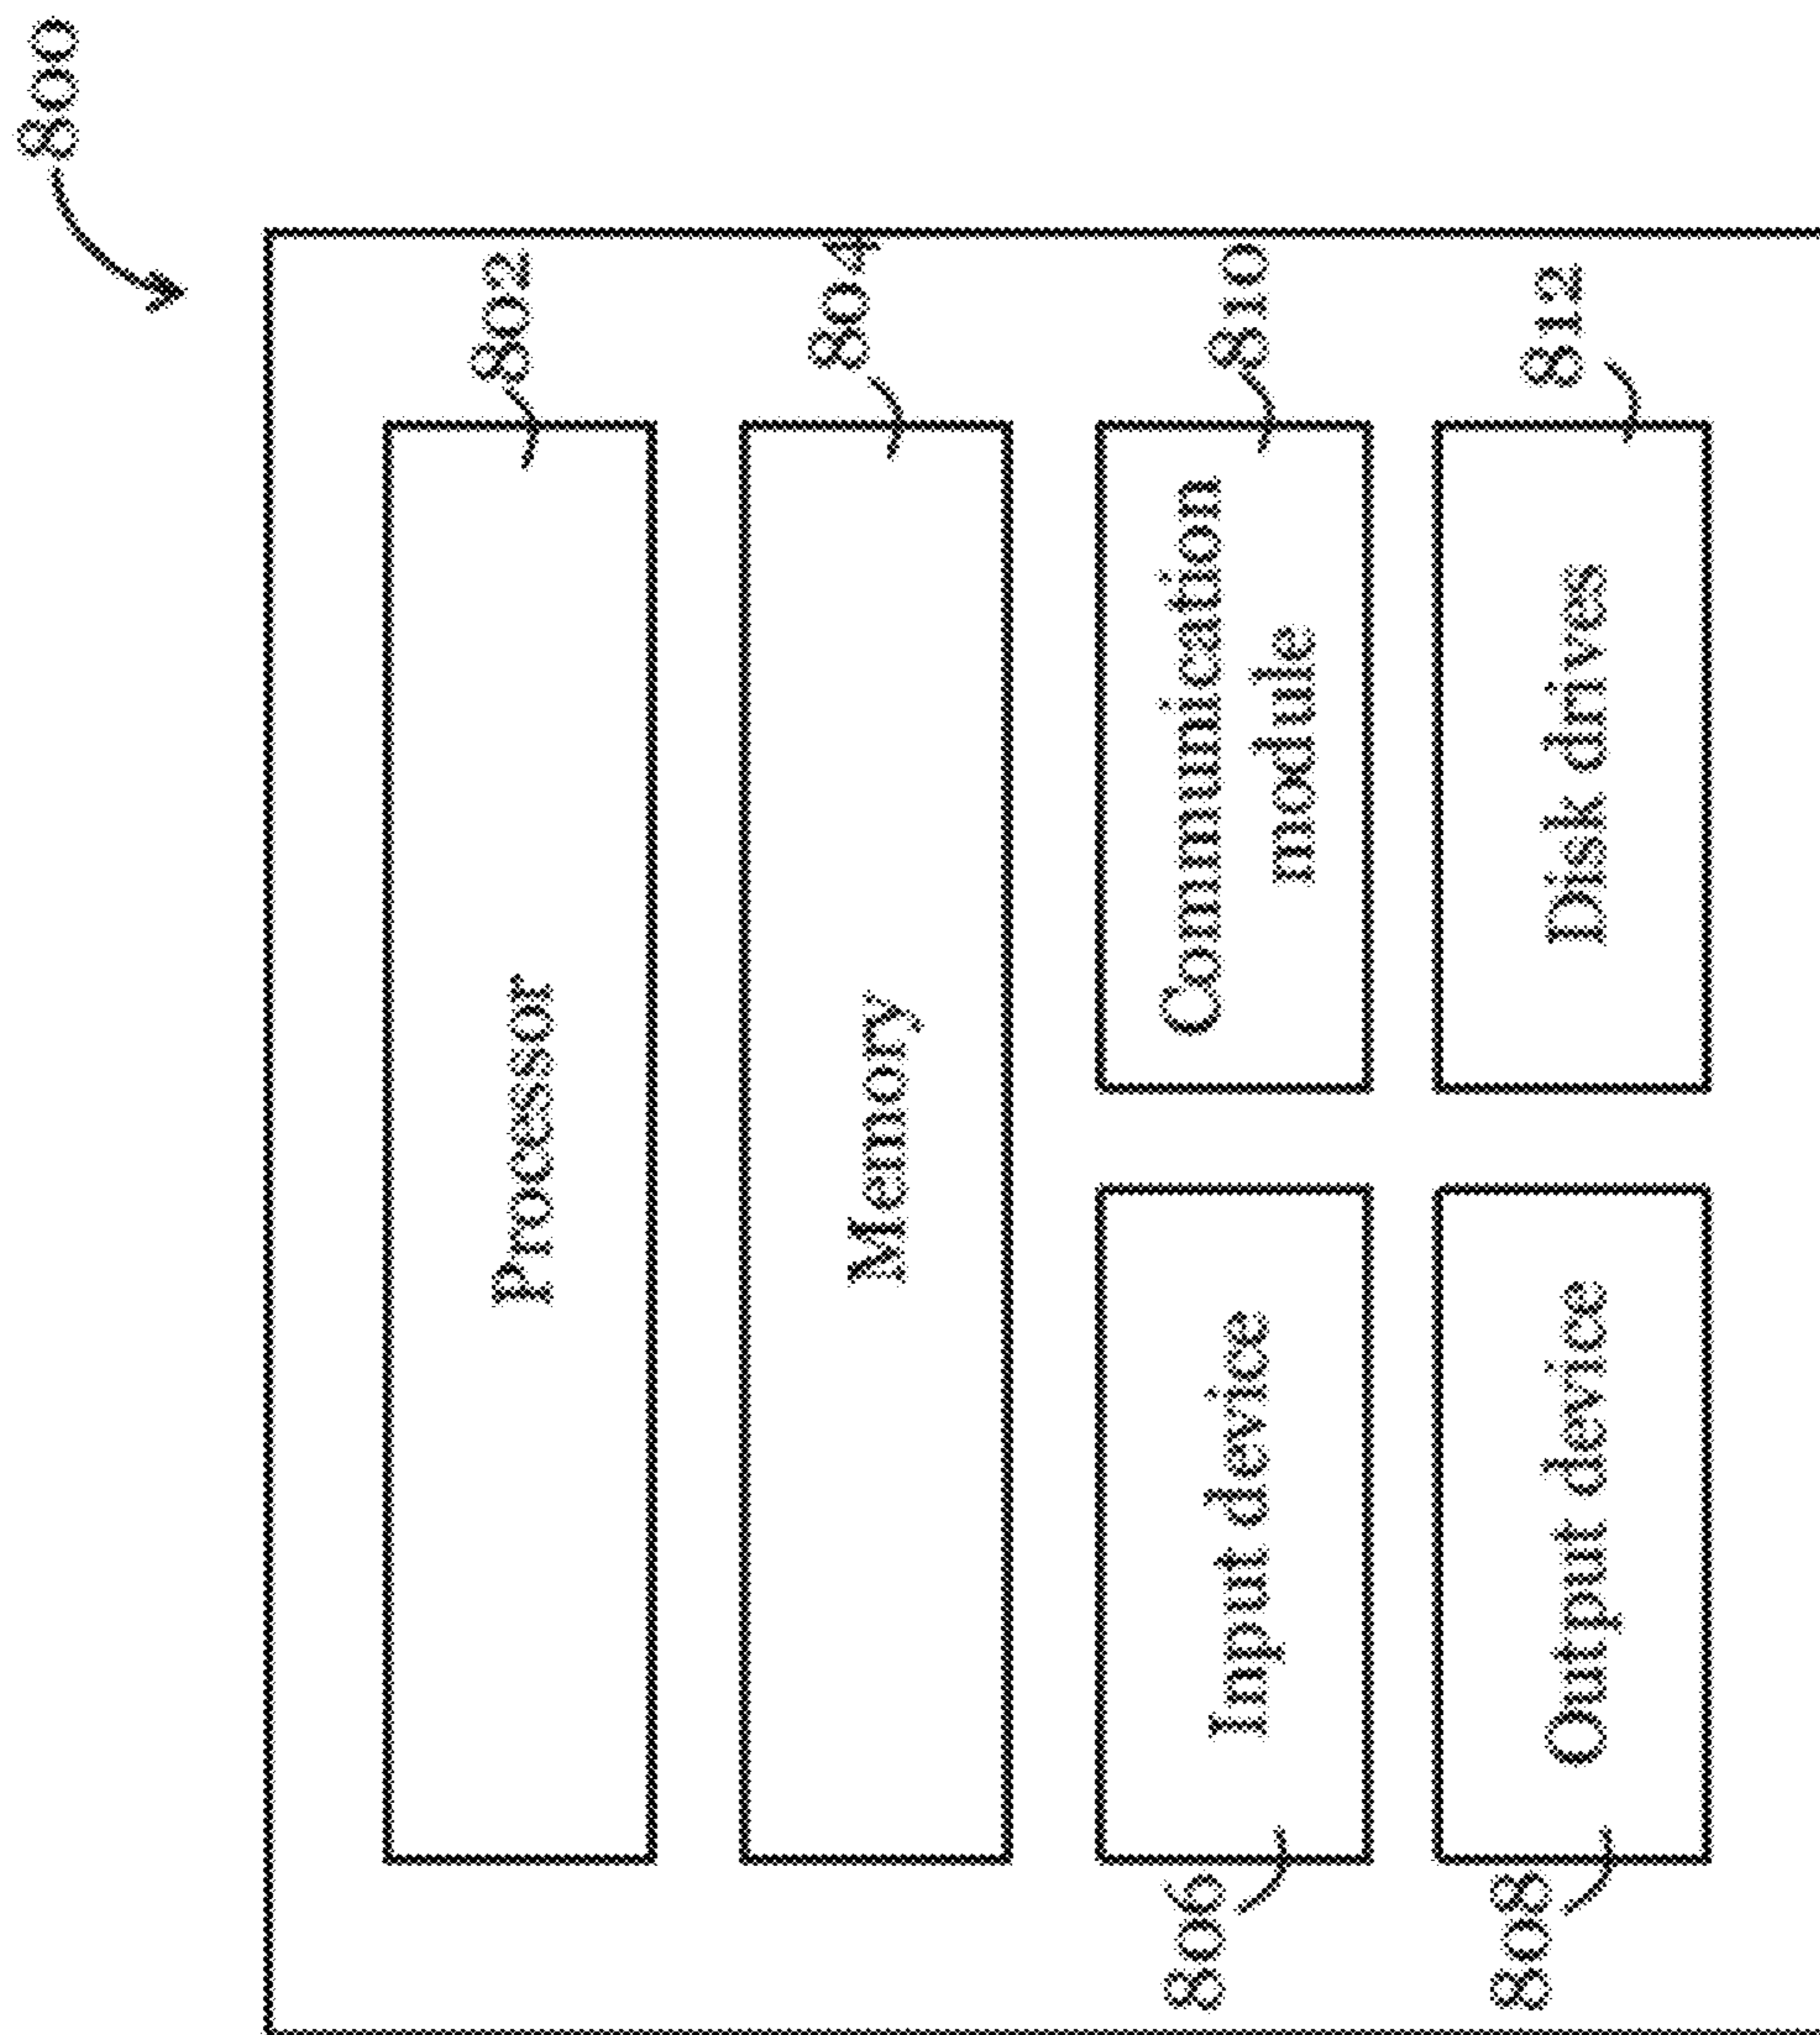 800
802
Processor
804
Memory
806
Input device
Communication
module
810
808
Output device
Disk drives
812